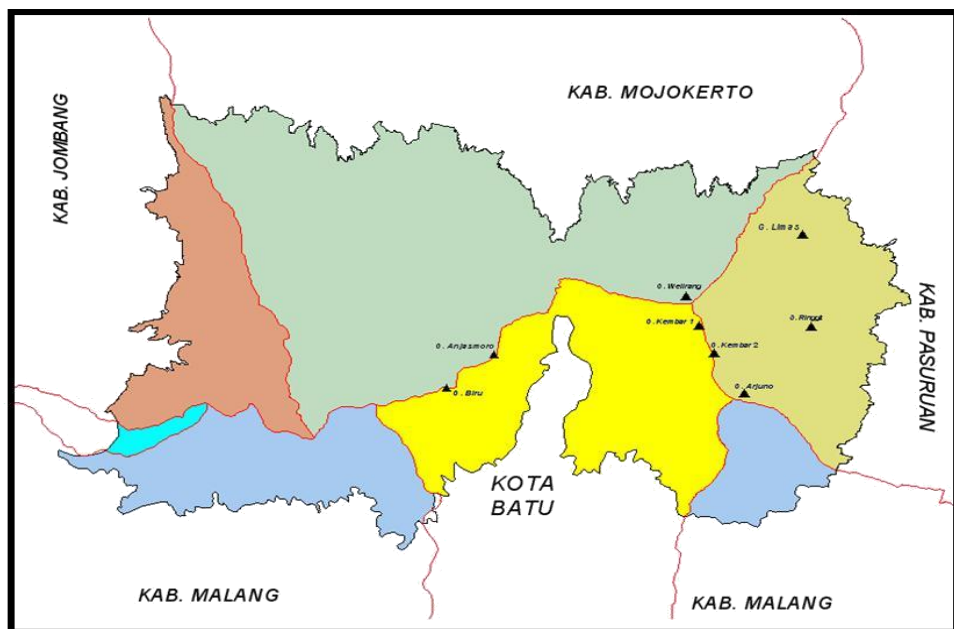 KAB. MOJOKERTO
KAB. JOMBANG
G. Limas
G. Welirang
G. Kembar 1
G. Ringgit
KAB. PASURUAN
G. Anjasmoro
G. Kembar 2
G. Biru
G. Arjuno
KOTA
BATU
KAB. MALANG
KAB. MALANG